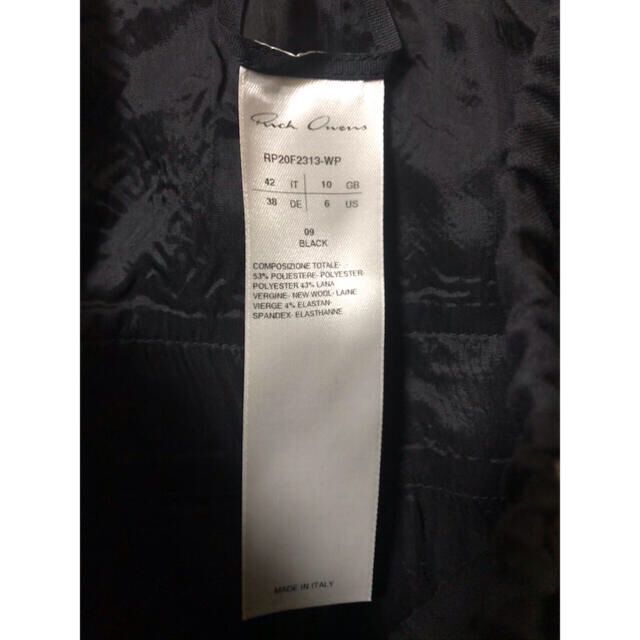 Rick Owens
RP20F2313-WP
42 IT 10 GB
38 DE 6 US
09
BLACK
COMPOSIZIONE TOTALE-
53% POLIESTERE- POLYESTER-
POLYESTER 43% LANA
VERGINE- NEW WOOL- LAINE
VIERGE 4% ELASTAN-
SPANDEX- ELASTHANNE
MADE IN ITALY